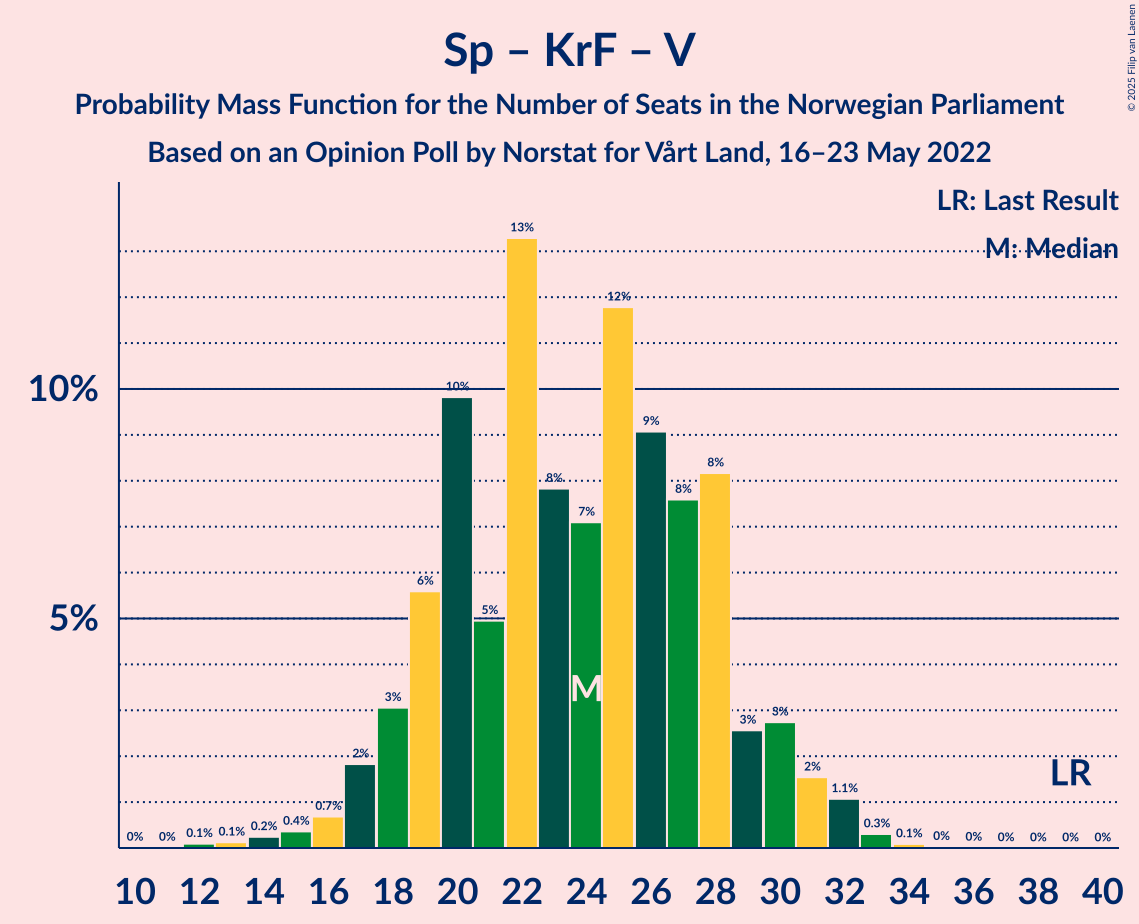 Sp – KrF – V
Probability Mass Function for the Number of Seats in the Norwegian Parliament
Based on an Opinion Poll by Norstat for Vårt Land, 16–23 May 2022
© 2025 Filip van Laenen
LR: Last Result
M: Median
10%
5%
0% 0% 0.1% 0.1% 0.2% 0.4% 0.7% 2% 3% 6% 10% 5% 13% 8% 7% 12% 9% 8% 8% 3% 3% 2% 1.1% 0.3% 0.1% 0% 0% 0% 0% 0% 0%
M
LR
10 12 14 16 18 20 22 24 26 28 30 32 34 36 38 40